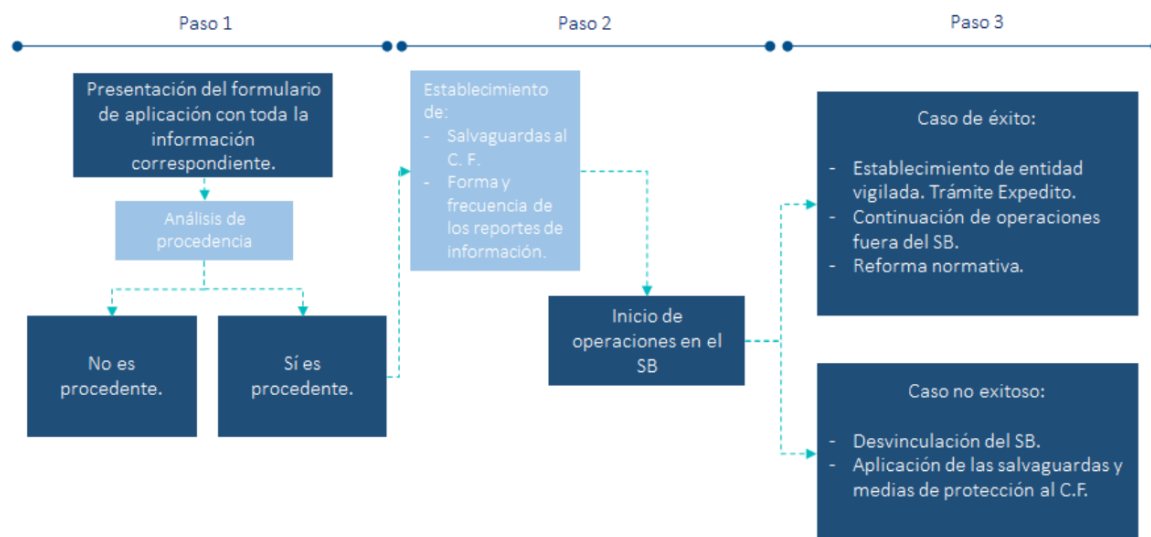 Paso 1
Paso 2
Paso 3
Presentación del formulario
de aplicación con toda la
información
correspondiente.
Análisis de
procedencia
No es
procedente.
Sí es
procedente.
Establecimiento
de:
- Salvaguardas al
C. F.
- Forma y
frecuencia de
los reportes de
información.
Inicio de
operaciones en el
SB
Caso de éxito:
- Establecimiento de entidad
vigilada. Trámite Expedito.
- Continuación de operaciones
fuera del SB.
- Reforma normativa.
Caso no exitoso:
- Desvinculación del SB.
- Aplicación de las salvaguardas y
medias de protección al C.F.